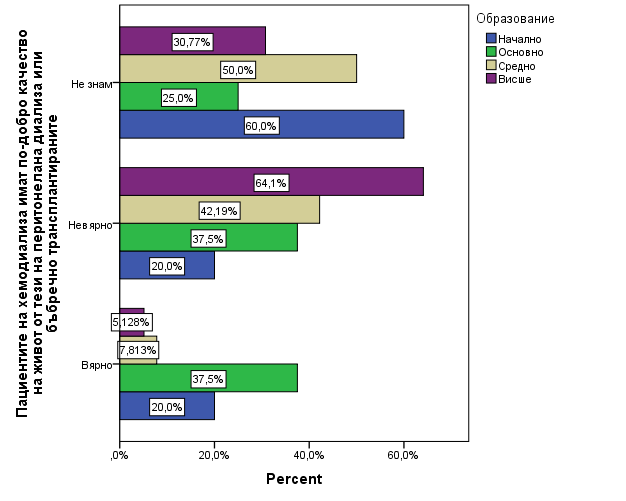 Образование
Начално
Основно
Средно
Висше
Пациентите на хемодиализа имат по-добро качество
на живот от тези на перитонелана диализа или
бъбречно трансплантираните
Не знам
30,77%
50,0%
25,0%
60,0%
Невярно
64,1%
42,19%
37,5%
20,0%
Вярно
5,128%
7,813%
37,5%
20,0%
,0%
20,0%
40,0%
60,0%
Percent